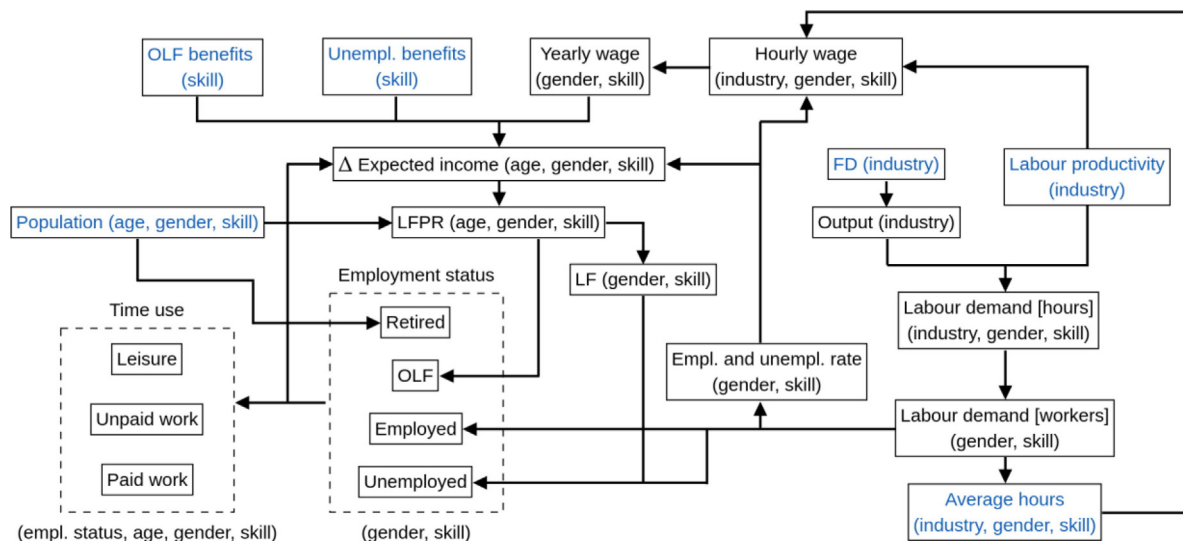 OLF benefits
(skill)
Unempl. benefits
(skill)
Yearly wage
(gender, skill)
Hourly wage
(industry, gender, skill)
Δ Expected income (age, gender, skill)
FD (industry)
Labour productivity
(industry)
Population (age, gender, skill)
LFPR (age, gender, skill)
Output (industry)
LF (gender, skill)
Employment status
Time use
Retired
Labour demand [hours]
(industry, gender, skill)
Leisure
OLF
Empl. and unempl. rate
(gender, skill)
Unpaid work
Employed
Labour demand [workers]
(gender, skill)
Paid work
Unemployed
Average hours
(industry, gender, skill)
(empl. status, age, gender, skill)
(gender, skill)